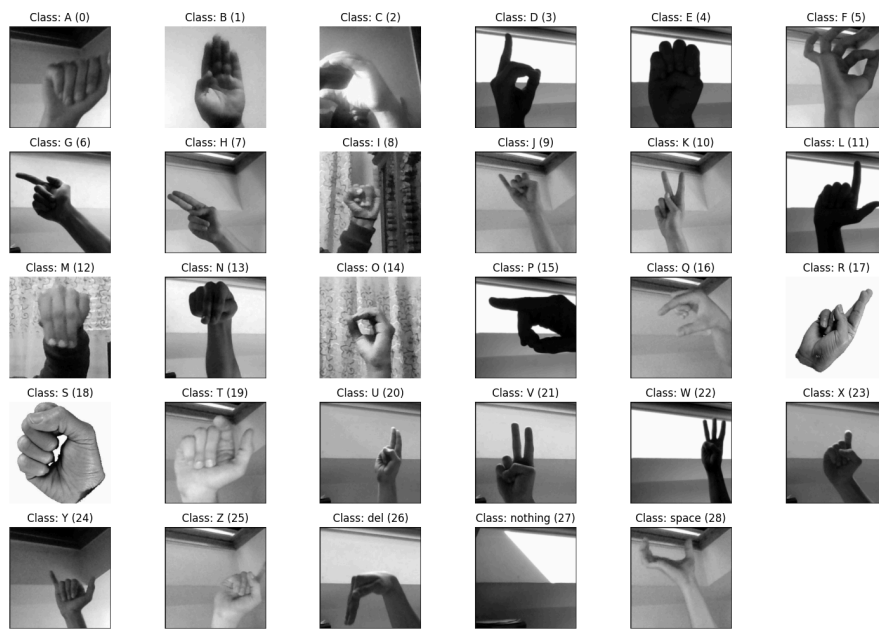 Class: A (0) Class: B (1) Class: C (2) Class: D (3) Class: E (4) Class: F (5)
Class: G (6) Class: H (7) Class: I (8) Class: J (9) Class: K (10) Class: L (11)
Class: M (12) Class: N (13) Class: O (14) Class: P (15) Class: Q (16) Class: R (17)
Class: S (18) Class: T (19) Class: U (20) Class: V (21) Class: W (22) Class: X (23)
Class: Y (24) Class: Z (25) Class: del (26) Class: nothing (27) Class: space (28)